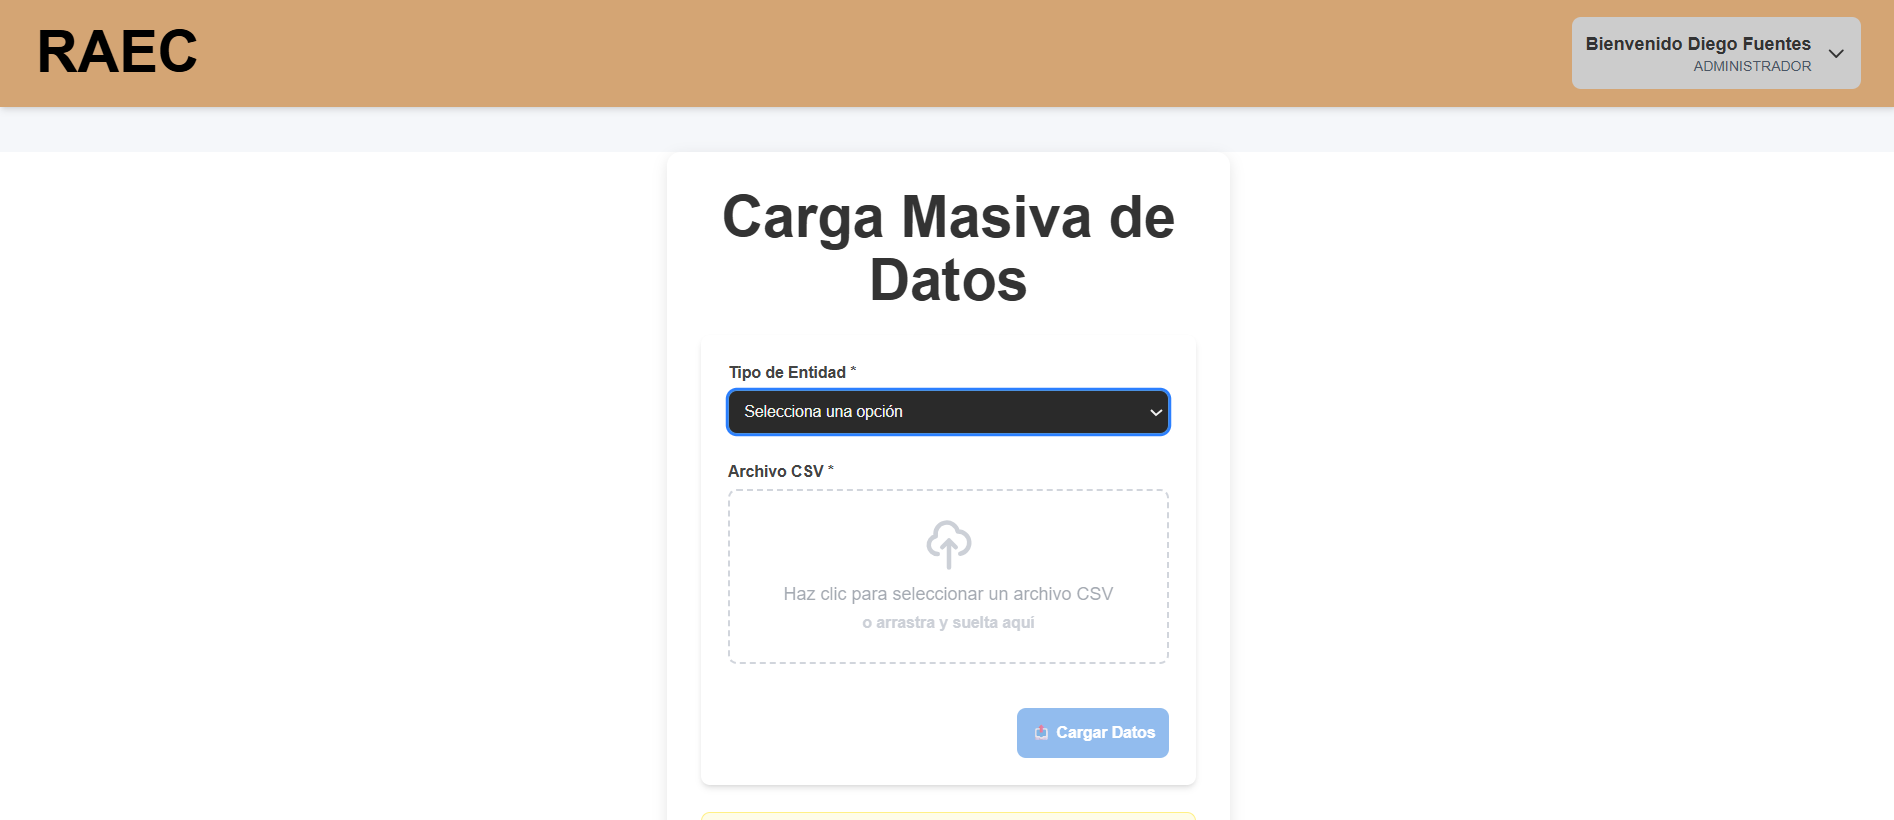 RAEC
Bienvenido Diego Fuentes
ADMINISTRADOR
Carga Masiva de
Datos
Tipo de Entidad *
Selecciona una opción
Archivo CSV *
Haz clic para seleccionar un archivo CSV
o arrastra y suelta aquí
Cargar Datos